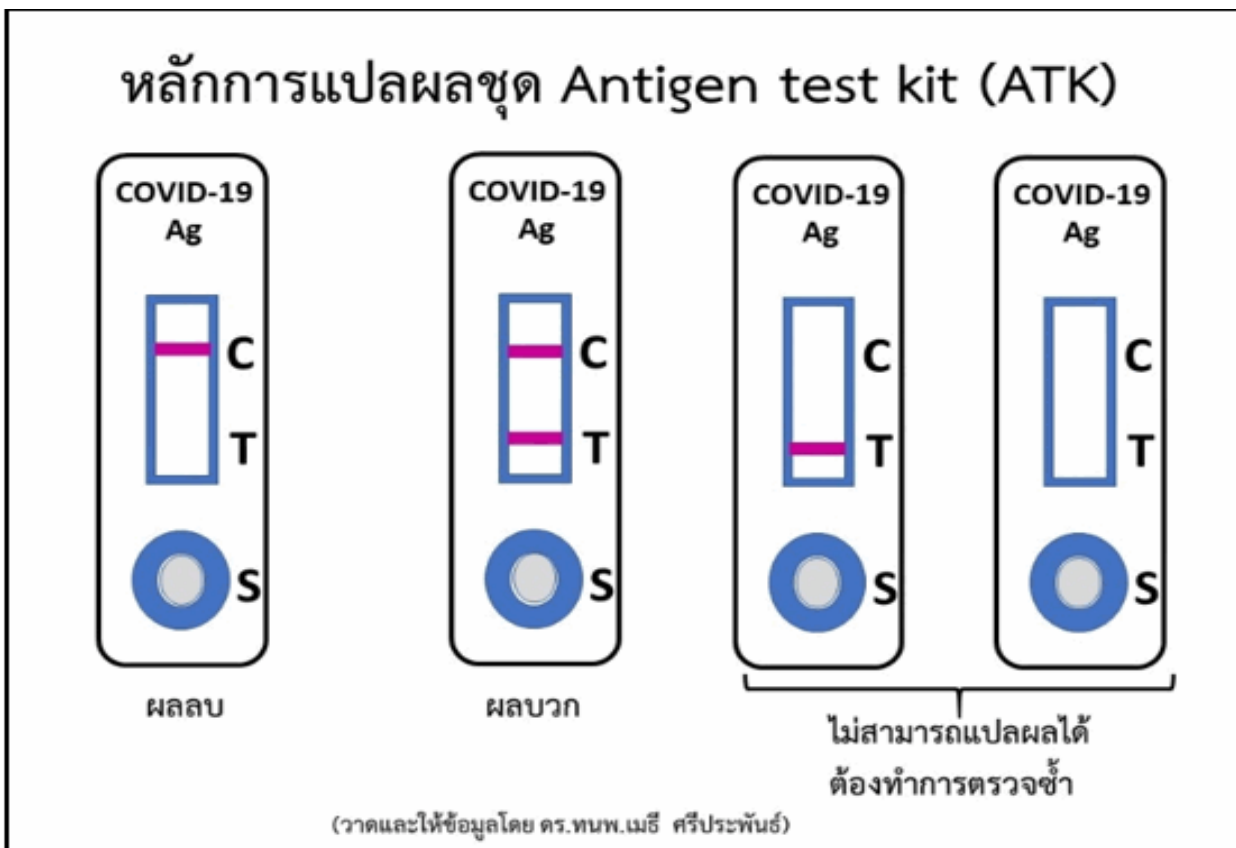 หลักการแปลผลชุด Antigen test kit (ATK)
COVID-19
Ag
C
T
S
ผลลบ
COVID-19
Ag
C
T
S
ผลบวก
COVID-19
Ag
C
T
S
COVID-19
Ag
C
T
S
ไม่สามารถแปลผลได้
ต้องทำการตรวจซ้ำ
(วาดและให้ข้อมูลโดย ดร.ทนพ.เมธี ศรีประพันธ์)